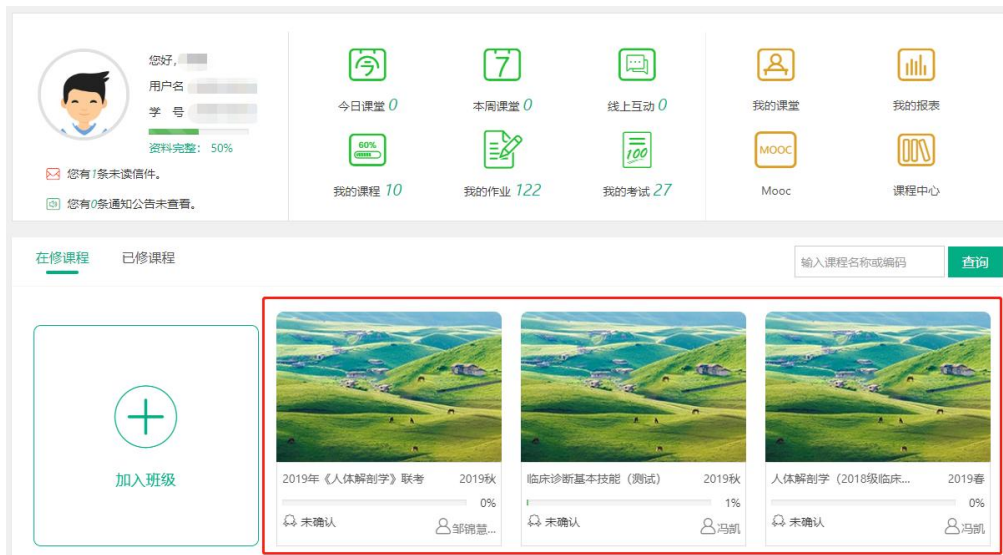 您好，
用户名
学 号
资料完整： 50%
您有1条未读信件。
您有0条通知公告未查看。
今日课堂 0
7
本周课堂 0
线上互动 0
60%
我的课程 10
我的作业 122
100
我的考试 27
我的课堂
我的报表
MOOC
Mooc
课程中心
在修课程 已修课程
输入课程名称或编码 查询
加入班级
2019年《人体解剖学》联考 2019秋
0%
未确认 邹锦慧...
临床诊断基本技能（测试） 2019秋
1%
未确认 冯凯
人体解剖学（2018级临床... 2019春
0%
未确认 冯凯